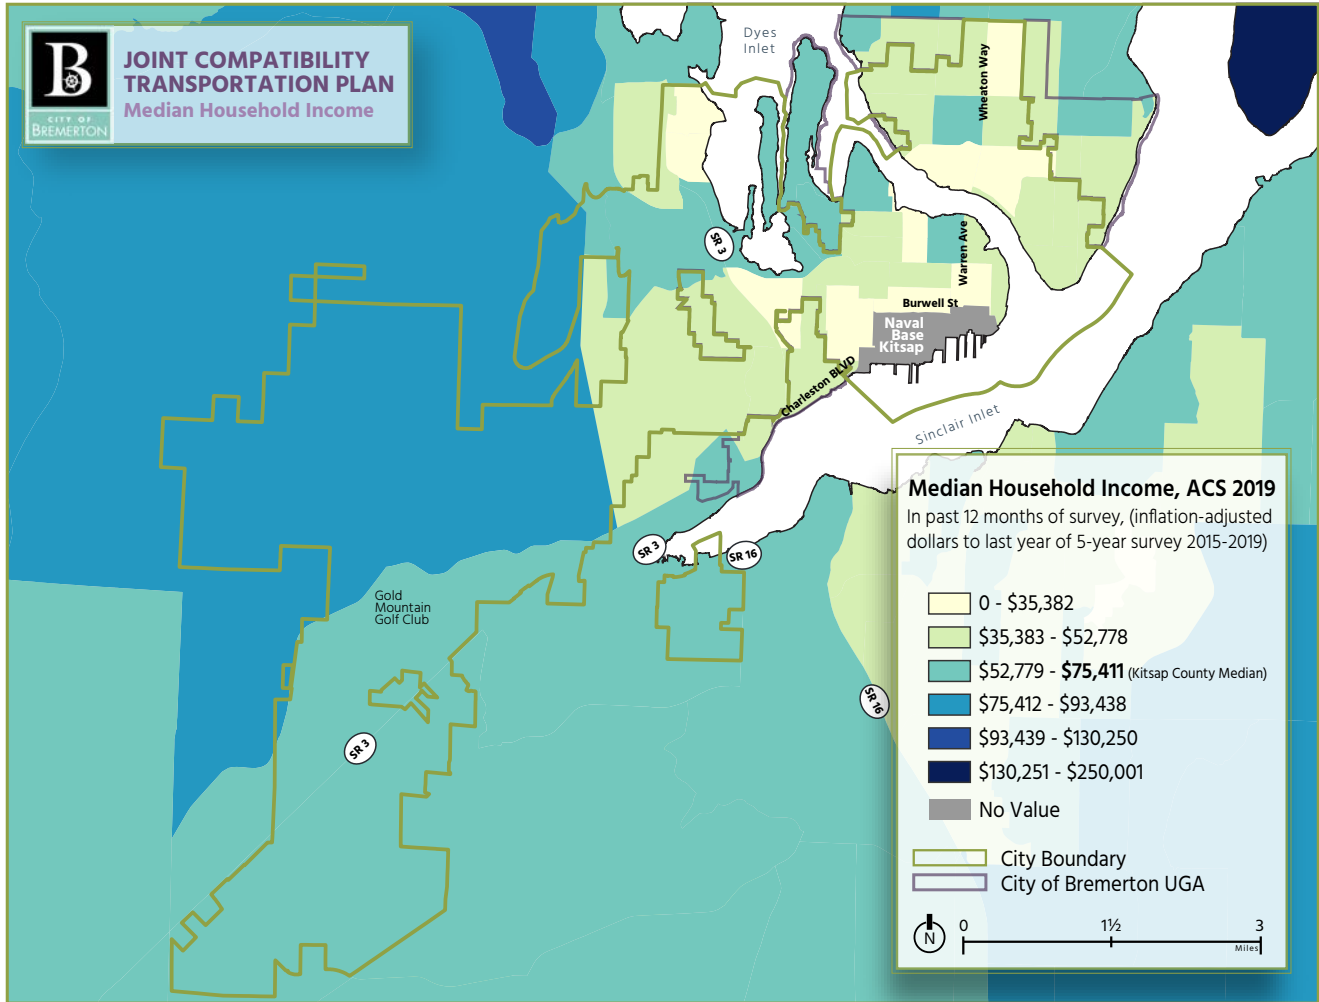 B
CITY OF
BREMERTON
JOINT COMPATIBILITY
TRANSPORTATION PLAN
Median Household Income
Dyes
Inlet
Wheaton Way
SR 3
Warren Ave
Burwell St
Naval
Base
Kitsap
Charleston BLVD
Sinclair Inlet
SR 3
SR 16
Gold
Mountain
Golf Club
SR 16
SR 3
Median Household Income, ACS 2019
In past 12 months of survey, (inflation-adjusted
dollars to last year of 5-year survey 2015-2019)
0 - $35,382
$35,383 - $52,778
$52,779 - $75,411 (Kitsap County Median)
$75,412 - $93,438
$93,439 - $130,250
$130,251 - $250,001
No Value
City Boundary
City of Bremerton UGA
N
0 1½ 3
Miles